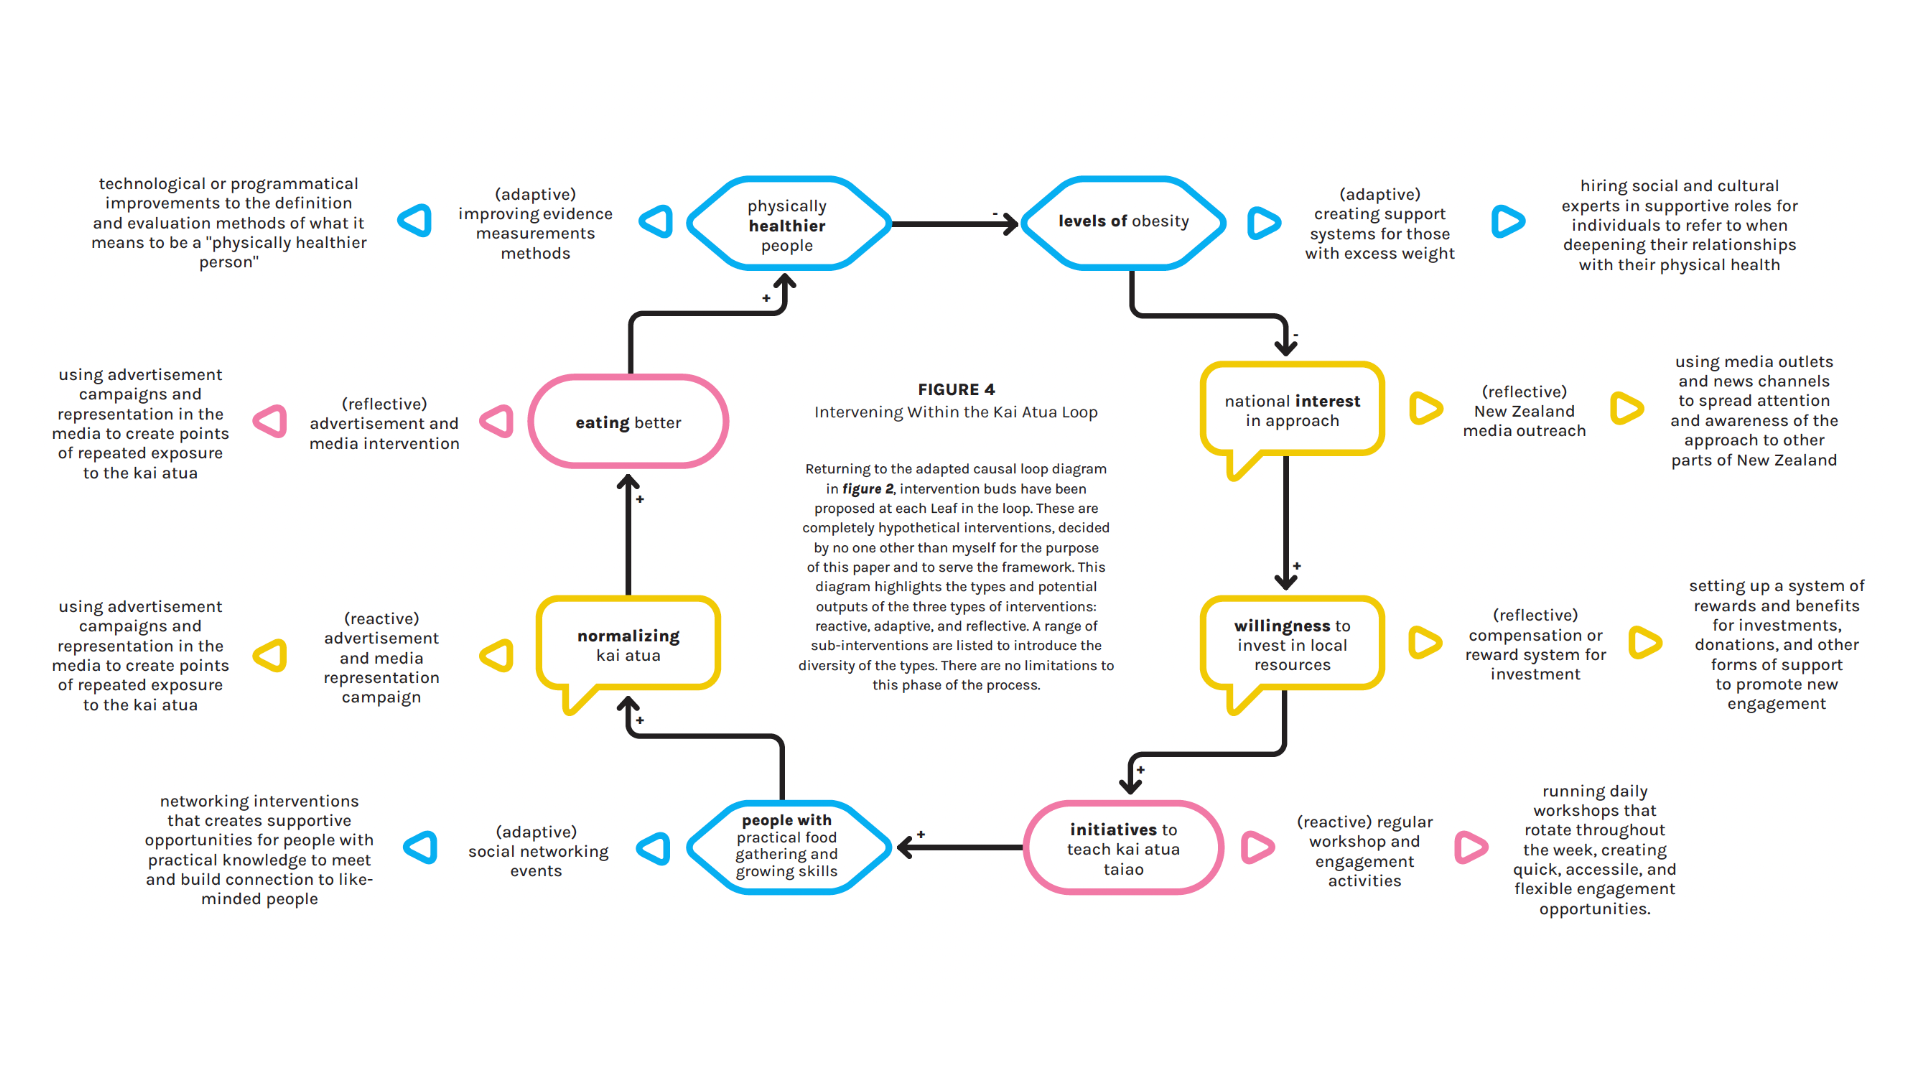 technological or programmatical
improvements to the definition
and evaluation methods of what it
means to be a "physically healthier
person"
(adaptive)
improving evidence
measurements
methods
physically
healthier
people
-
levels of obesity
(adaptive)
creating support
systems for those
with excess weight
hiring social and cultural
experts in supportive roles for
individuals to refer to when
deepening their relationships
with their physical health
+
-
using advertisement
campaigns and
representation in the
media to create points
of repeated exposure
to the kai atua
(reflective)
advertisement and
media intervention
eating better
FIGURE 4
Intervening Within the Kai Atua Loop
national interest
in approach
(reflective)
New Zealand
media outreach
using media outlets
and news channels
to spread attention
and awareness of the
approach to other
parts of New Zealand
Returning to the adapted causal loop diagram
in figure 2, intervention buds have been
proposed at each Leaf in the loop. These are
completely hypothetical interventions, decided
by no one other than myself for the purpose
of this paper and to serve the framework. This
diagram highlights the types and potential
outputs of the three types of interventions:
reactive, adaptive, and reflective. A range of
sub-interventions are listed to introduce the
diversity of the types. There are no limitations to
this phase of the process.
+
+
using advertisement
campaigns and
representation in the
media to create points
of repeated exposure
to the kai atua
(reactive)
advertisement
and media
representation
campaign
normalizing
kai atua
willingness to
invest in local
resources
(reflective)
compensation or
reward system for
investment
setting up a system of
rewards and benefits
for investments,
donations, and other
forms of support
to promote new
engagement
+
+
networking interventions
that creates supportive
opportunities for people with
practical knowledge to meet
and build connection to like-
minded people
(adaptive)
social networking
events
people with
practical food
gathering and
growing skills
+
initiatives to
teach kai atua
taiao
(reactive) regular
workshop and
engagement
activities
running daily
workshops that
rotate throughout
the week, creating
quick, accessile, and
flexible engagement
opportunities.